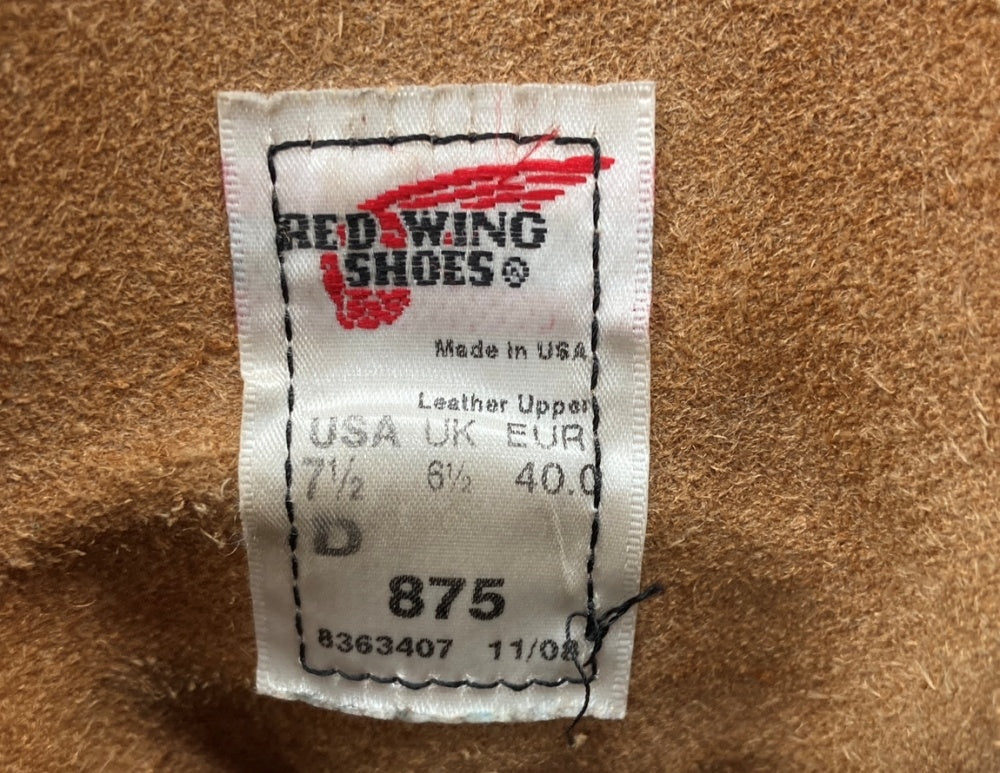 RED WING
SHOES®
Made in USA
Leather Upper
USA UK EUR
7½ 6½ 40.0
D
875
8363407 11/08